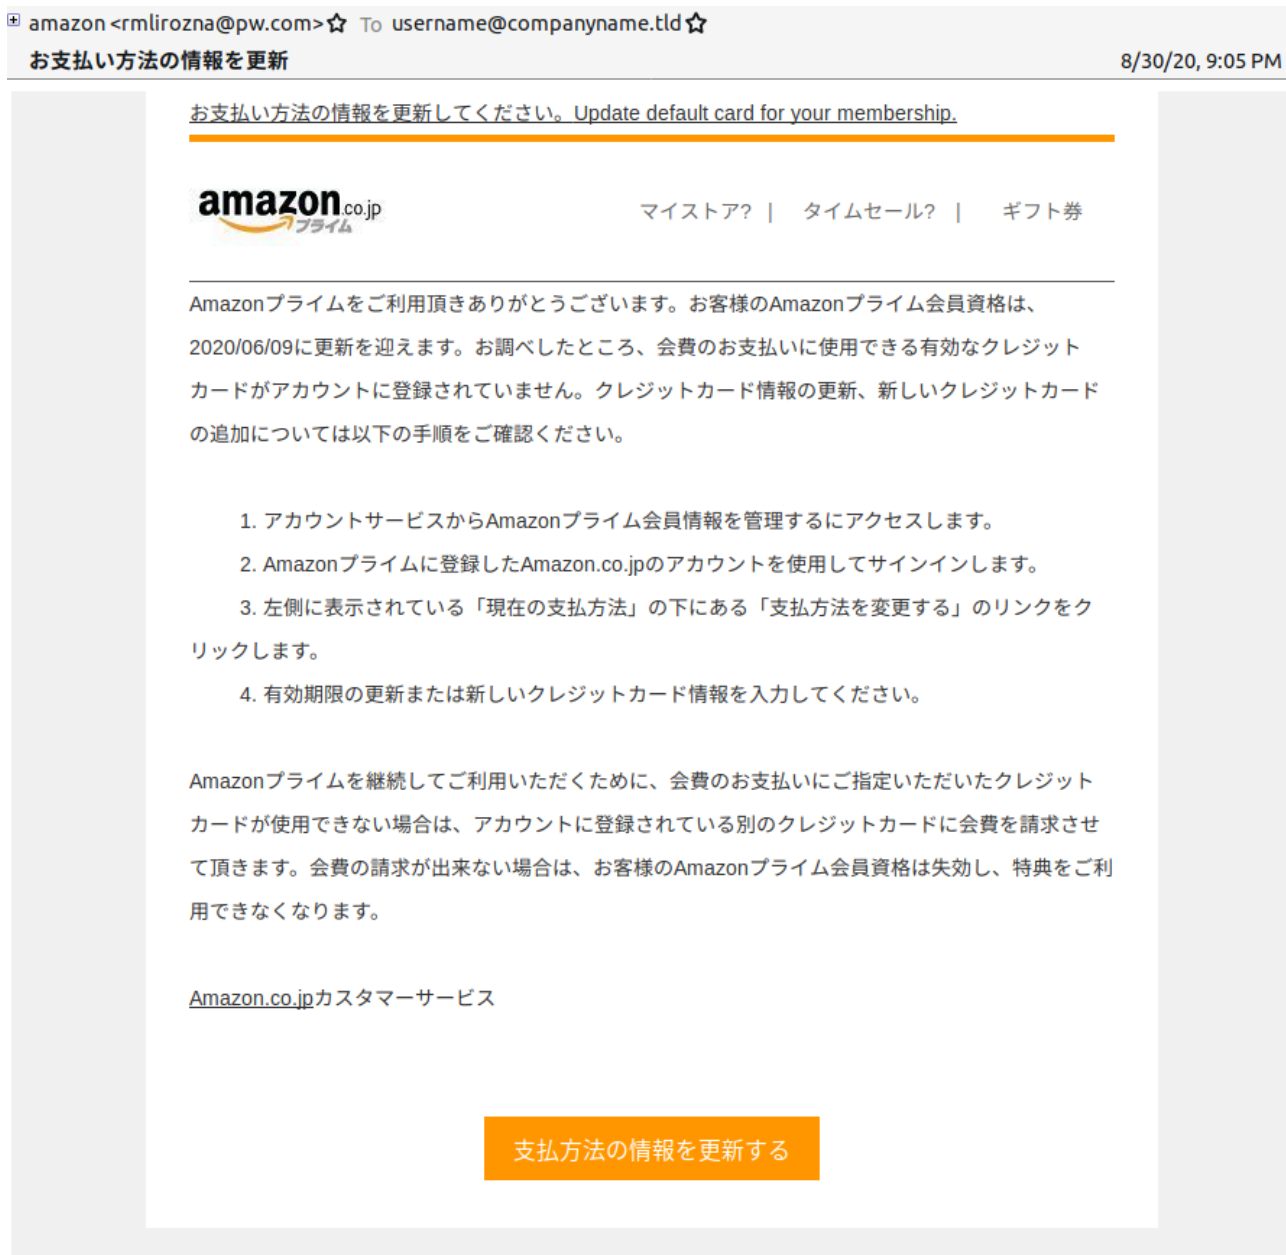 amazon <rmlirozna@pw.com> To username@companyname.tld
お支払い方法の情報を更新 8/30/20, 9:05 PM
お支払い方法の情報を更新してください。Update default card for your membership.
amazon.co.jp
プライム
マイストア? | タイムセール? | ギフト券
Amazonプライムをご利用頂きありがとうございます。お客様のAmazonプライム会員資格は、
2020/06/09に更新を迎えます。お調べしたところ、会費のお支払いに使用できる有効なクレジット
カードがアカウントに登録されていません。クレジットカード情報の更新、新しいクレジットカード
の追加については以下の手順をご確認ください。
1. アカウントサービスからAmazonプライム会員情報を管理するにアクセスします。
2. Amazonプライムに登録したAmazon.co.jpのアカウントを使用してサインインします。
3. 左側に表示されている「現在の支払方法」の下にある「支払方法を変更する」のリンクをク
リックします。
4. 有効期限の更新または新しいクレジットカード情報を入力してください。
Amazonプライムを継続してご利用いただくために、会費のお支払いにご指定いただいたクレジット
カードが使用できない場合は、アカウントに登録されている別のクレジットカードに会費を請求させ
て頂きます。会費の請求が出来ない場合は、お客様のAmazonプライム会員資格は失効し、特典をご利
用できなくなります。
Amazon.co.jpカスタマーサービス
支払方法の情報を更新する